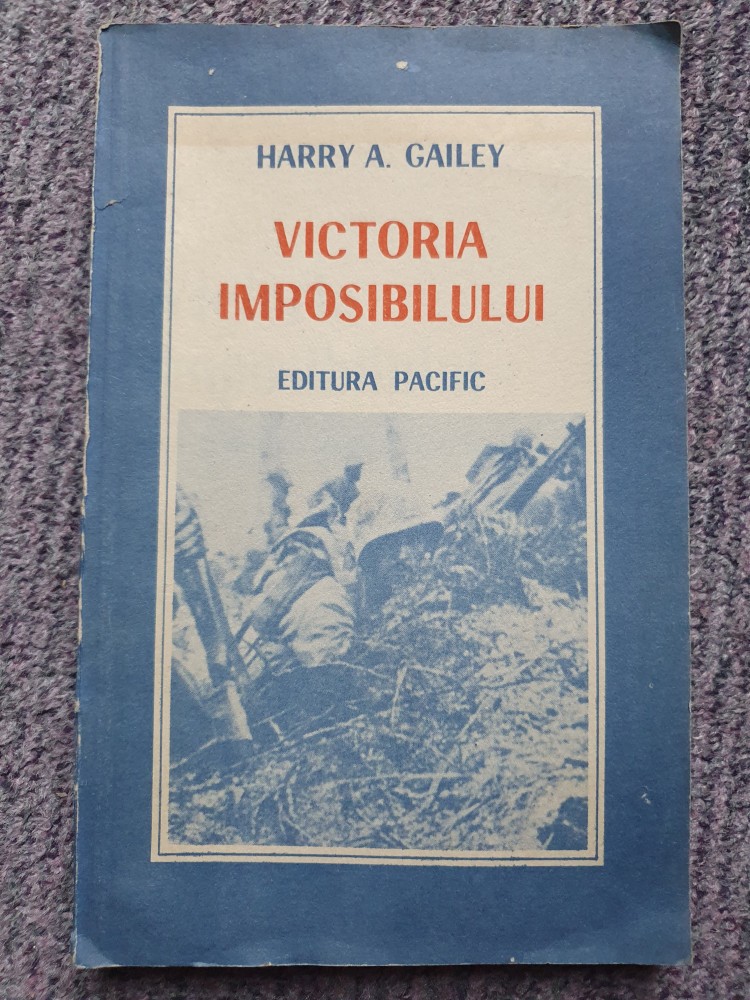 HARRY A. GAILEY
VICTORIA
IMPOSIBILULUI
EDITURA PACIFIC